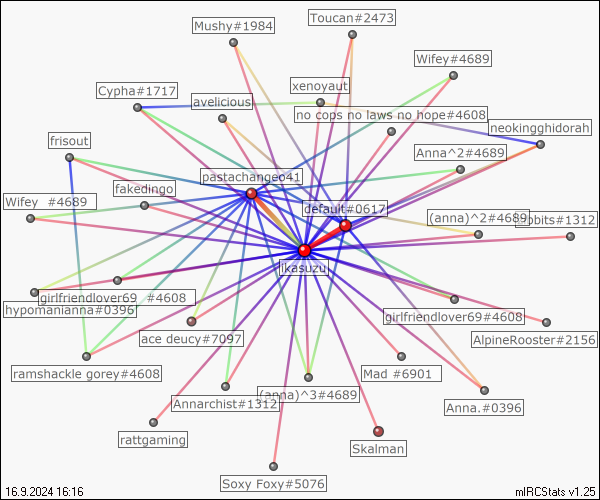 Mushy#1984
Toucan#2473
Wifey#4689
Cypha#1717
xenoyaut
avelicious
no cops no laws no hope#4608
neokingghidorah
frisout
Anna^2#4689
pastachangeo41
fakedingo
Wifey  #4689
default#0617
(anna)^2#4689
bbits#1312
ikasuzu
girlfriendlover69  #4608
hypomanianna#0396
girlfriendlover69#4608
ace deucy#7097
AlpineRooster#2156
ramshackle gorey#4608
Mad #6901
(anna)^3#4689
Annarchist#1312
Anna.#0396
rattgaming
Skalman
Soxy Foxy#5076
16.9.2024 16:16
mIRCStats v1.25